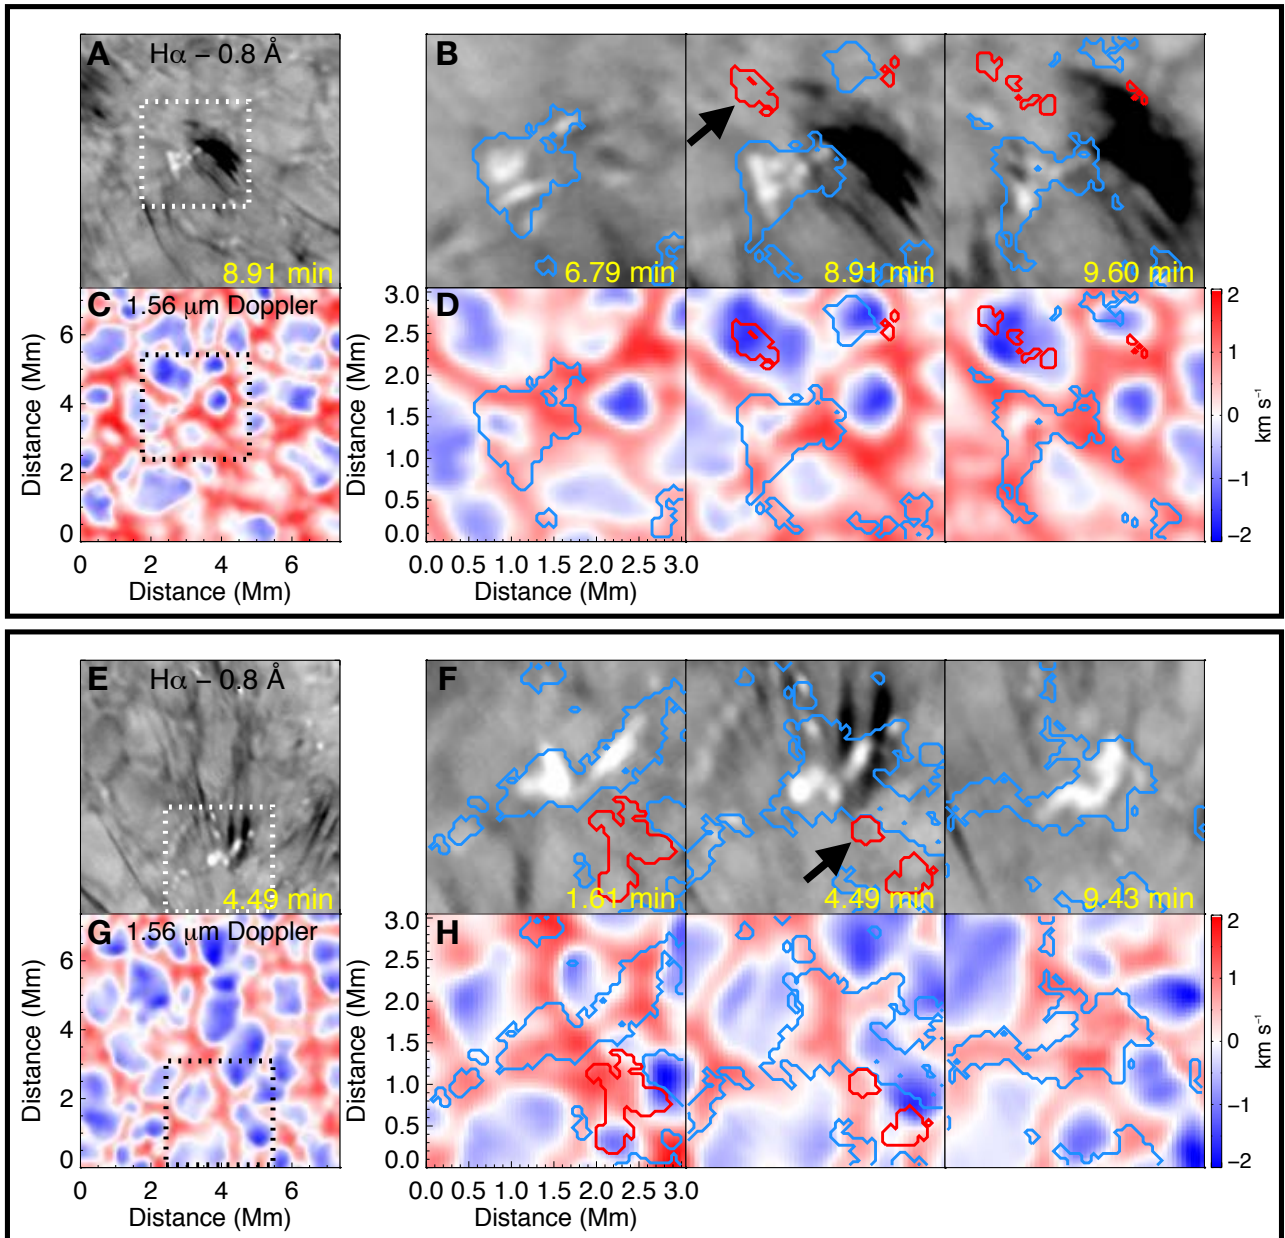 A
Hα − 0.8 Å
8.91 min
B
6.79 min
8.91 min
9.60 min
C
1.56 μm Doppler
Distance (Mm)
6
4
2
0
0 2 4 6
Distance (Mm)
D
Distance (Mm)
3.0
2.5
2.0
1.5
1.0
0.5
0.0
0.0 0.5 1.0 1.5 2.0 2.5 3.0
Distance (Mm)
2
1
0
−1
−2
km s⁻¹
E
Hα − 0.8 Å
4.49 min
F
1.61 min
4.49 min
9.43 min
G
1.56 μm Doppler
Distance (Mm)
6
4
2
0
0 2 4 6
Distance (Mm)
H
Distance (Mm)
3.0
2.5
2.0
1.5
1.0
0.5
0.0
0.0 0.5 1.0 1.5 2.0 2.5 3.0
Distance (Mm)
2
1
0
−1
−2
km s⁻¹